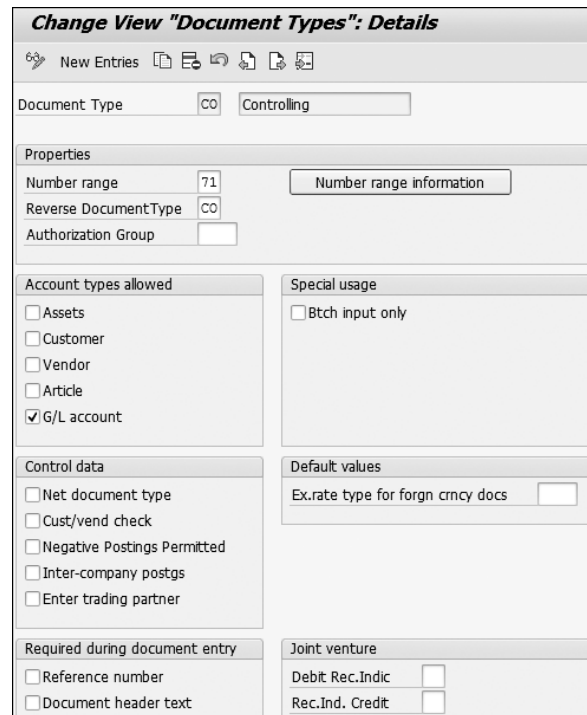 Change View "Document Types": Details
New Entries
Document Type CO Controlling
Properties
Number range 71 Number range information
Reverse DocumentType CO
Authorization Group
Account types allowed
Special usage
Assets
Btch input only
Customer
Vendor
Article
G/L account
Control data
Default values
Net document type
Ex.rate type for forgn crncy docs
Cust/vend check
Negative Postings Permitted
Inter-company postgs
Enter trading partner
Required during document entry
Joint venture
Reference number
Debit Rec.Indic
Document header text
Rec.Ind. Credit